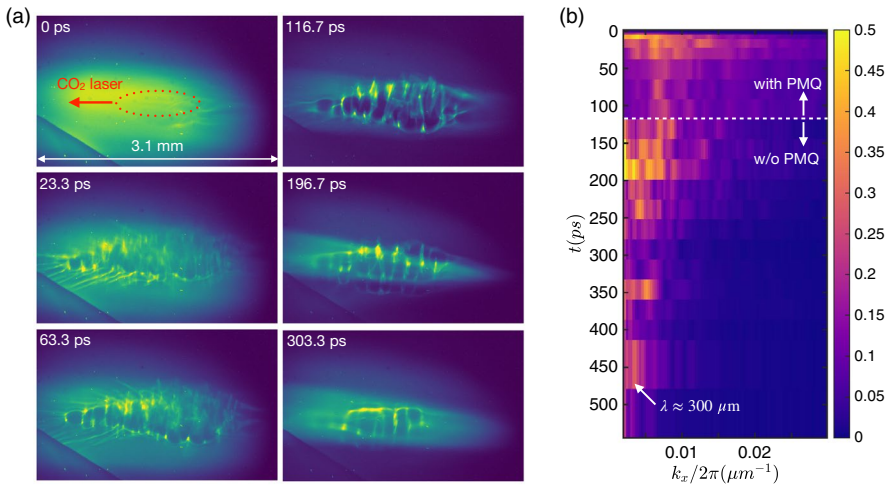 (a)
0 ps
CO₂ laser
3.1 mm
116.7 ps
23.3 ps
196.7 ps
63.3 ps
303.3 ps
(b)
0
50
100
150
200
250
300
350
400
450
500
t(ps)
with PMQ
w/o PMQ
λ ≈ 300 μm
0.01
0.02
kₓ/2π(μm⁻¹)
0.5
0.45
0.4
0.35
0.3
0.25
0.2
0.15
0.1
0.05
0